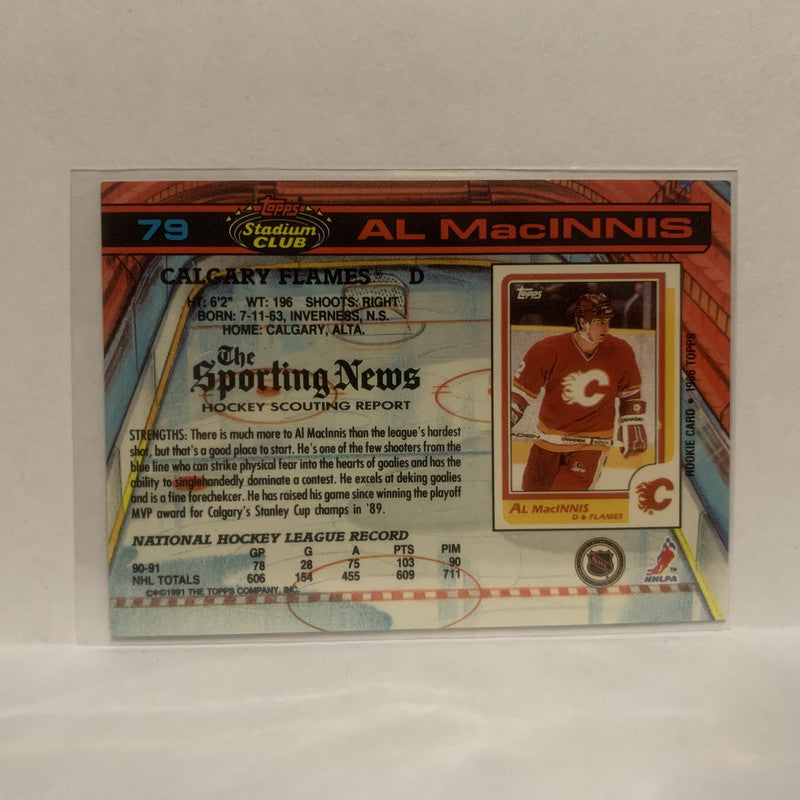 79
Topps
Stadium
CLUB
AL MacINNIS
CALGARY FLAMES® D
HT: 6'2" WT: 196 SHOOTS: RIGHT
BORN: 7-11-63, INVERNESS, N.S.
HOME: CALGARY, ALTA.
The
Sporting News
HOCKEY SCOUTING REPORT
STRENGTHS: There is much more to Al MacInnis than the league's hardest
shot, but that's a good place to start. He's one of the few shooters from the
blue line who can strike physical fear into the hearts of goalies and has the
ability to singlehandedly dominate a contest. He excels at deking goalies
and is a fine forechekcer. He has raised his game since winning the playoff
MVP award for Calgary's Stanley Cup champs in '89.
NATIONAL HOCKEY LEAGUE RECORD
GP G A PTS PIM
90-91 78 28 75 103 90
NHL TOTALS 606 154 455 609 711
©1991 THE TOPPS COMPANY, INC.
Topps
C
AL MacINNIS
D FLAMES
C
ROOKIE CARD • 1986 TOPPS
NHL
NHLPA
TM